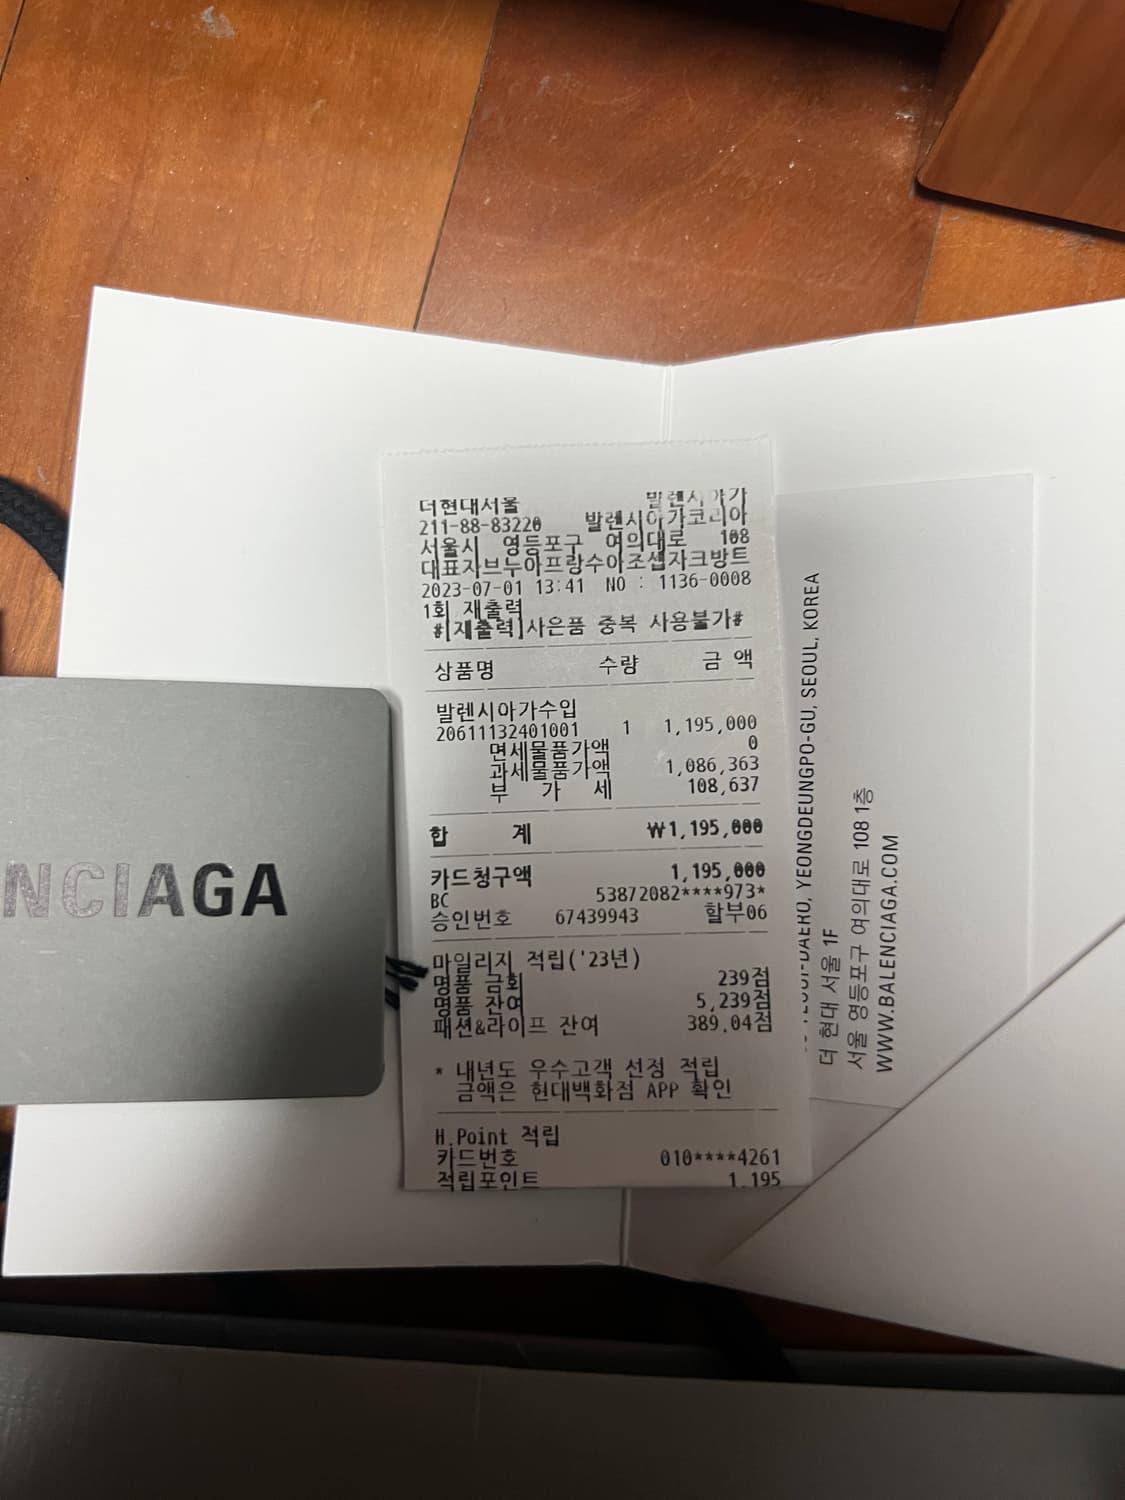 더현대서울 발렌시아가
211-88-83220 발렌시아가코리아
서울시 영등포구 여의대로 108
대표자브누아프랑수아조셉자크방트
2023-07-01 13:41 NO : 1136-0008
1회 재출력
#[재출력]사은품 중복 사용불가#
상품명 수량 금 액
발렌시아가수입
20611132401001 1 1,195,000
면세물품가액 0
과세물품가액 1,086,363
부 가 세 108,637
합 계 ₩1,195,000
카드청구액 1,195,000
BC 53872082****973*
승인번호 67439943 할부06
마일리지 적립('23년)
명품 금회 239점
명품 잔여 5,239점
패션&라이프 잔여 389.04점
* 내년도 우수고객 선정 적립
금액은 현대백화점 APP 확인
H.Point 적립
카드번호 010****4261
적립포인트 1,195
NCIAGA
YEOUI-DAERO, YEONGDEUNGPO-GU, SEOUL, KOREA
더 현대 서울 1F
서울 영등포구 여의대로 108 1층
WWW.BALENCIAGA.COM